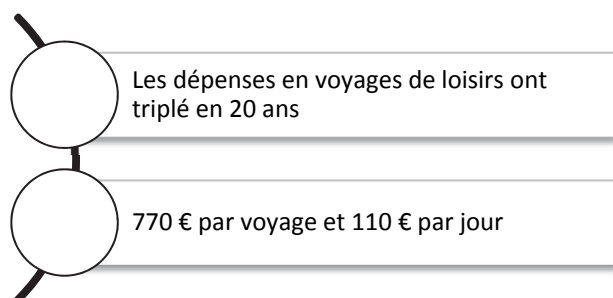 Les dépenses en voyages de loisirs ont
triplé en 20 ans
770 € par voyage et 110 € par jour